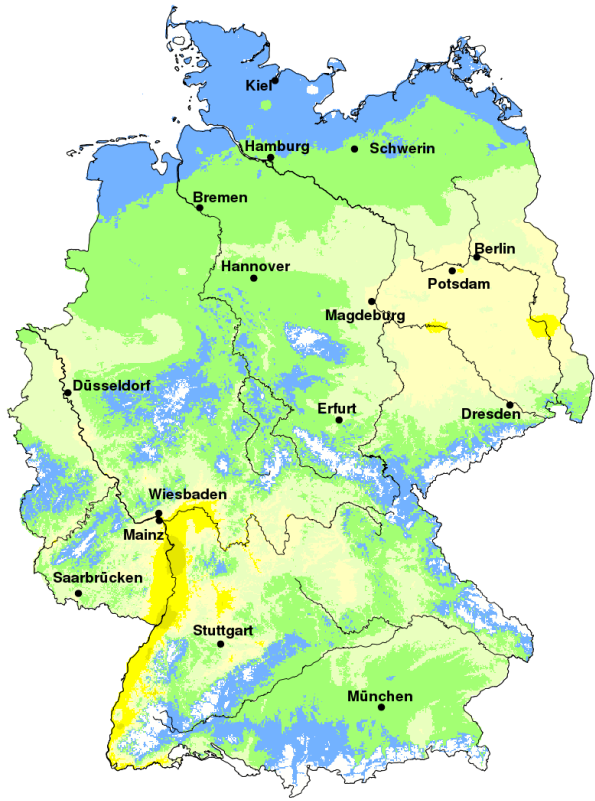 Kiel
Hamburg
Schwerin
Bremen
Berlin
Hannover
Potsdam
Magdeburg
Düsseldorf
Erfurt
Dresden
Wiesbaden
Mainz
Saarbrücken
Stuttgart
München